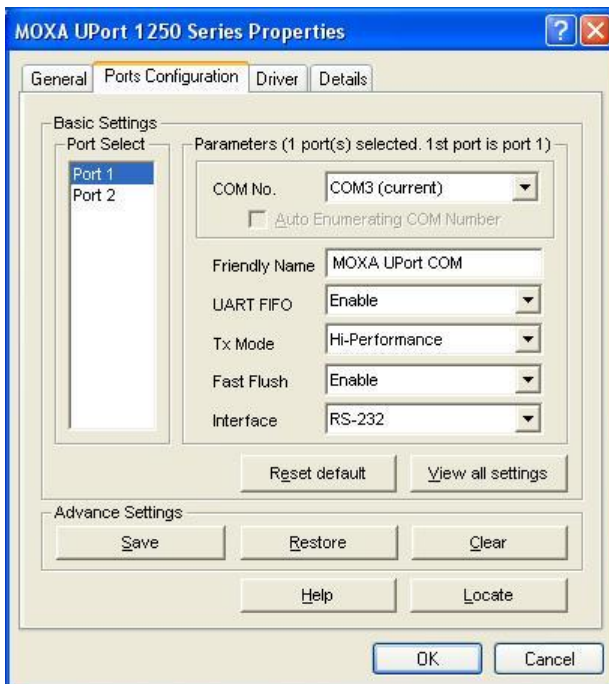 MOXA UPort 1250 Series Properties
General Ports Configuration Driver Details
Basic Settings
Port Select
Port 1
Port 2
Parameters (1 port(s) selected. 1st port is port 1)
COM No. COM3 (current)
Auto Enumerating COM Number
Friendly Name MOXA UPort COM
UART FIFO Enable
Tx Mode Hi-Performance
Fast Flush Enable
Interface RS-232
Reset default View all settings
Advance Settings
Save Restore Clear
Help Locate
OK Cancel